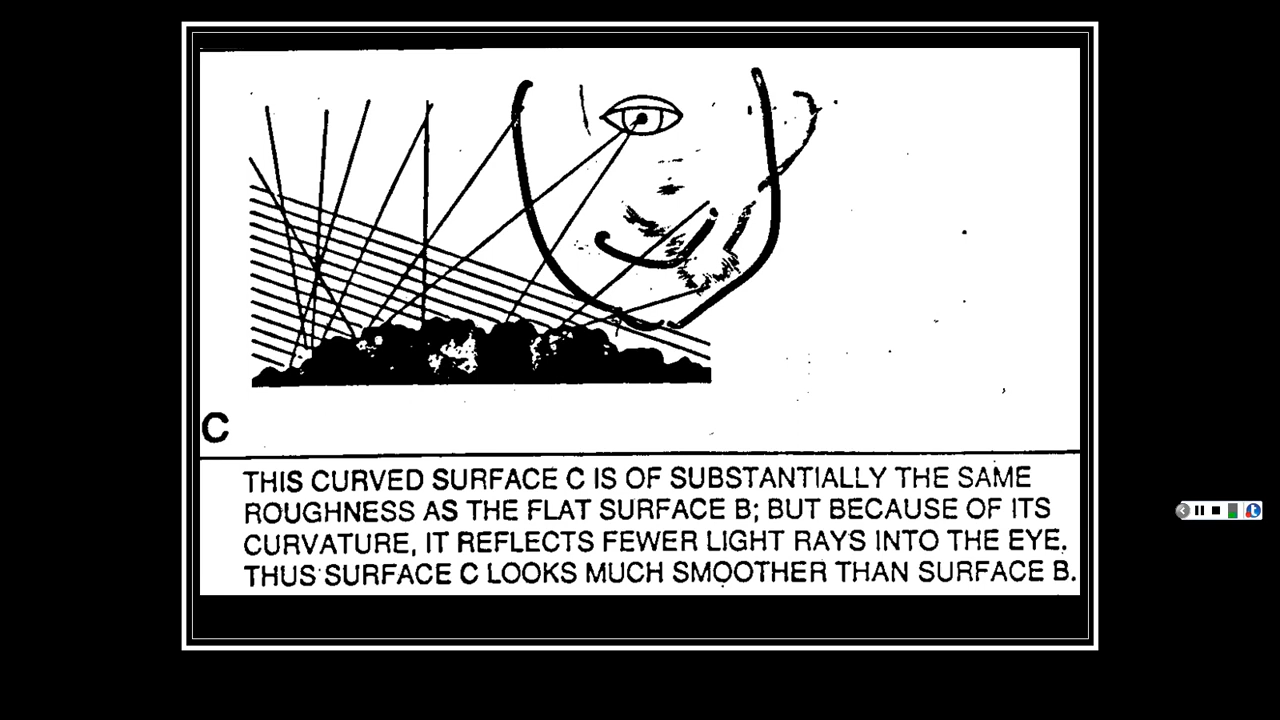 C
THIS CURVED SURFACE C IS OF SUBSTANTIALLY THE SAME
ROUGHNESS AS THE FLAT SURFACE B; BUT BECAUSE OF ITS
CURVATURE, IT REFLECTS FEWER LIGHT RAYS INTO THE EYE.
THUS SURFACE C LOOKS MUCH SMOOTHER THAN SURFACE B.